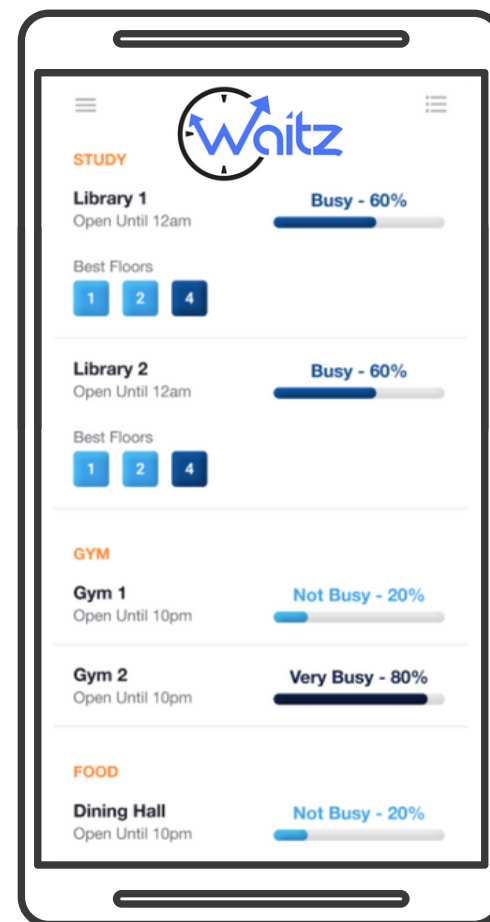 Waitz
STUDY
Library 1
Busy - 60%
Open Until 12am
Best Floors
1 2 4
Library 2
Busy - 60%
Open Until 12am
Best Floors
1 2 4
GYM
Gym 1
Not Busy - 20%
Open Until 10pm
Gym 2
Very Busy - 80%
Open Until 10pm
FOOD
Dining Hall
Not Busy - 20%
Open Until 10pm